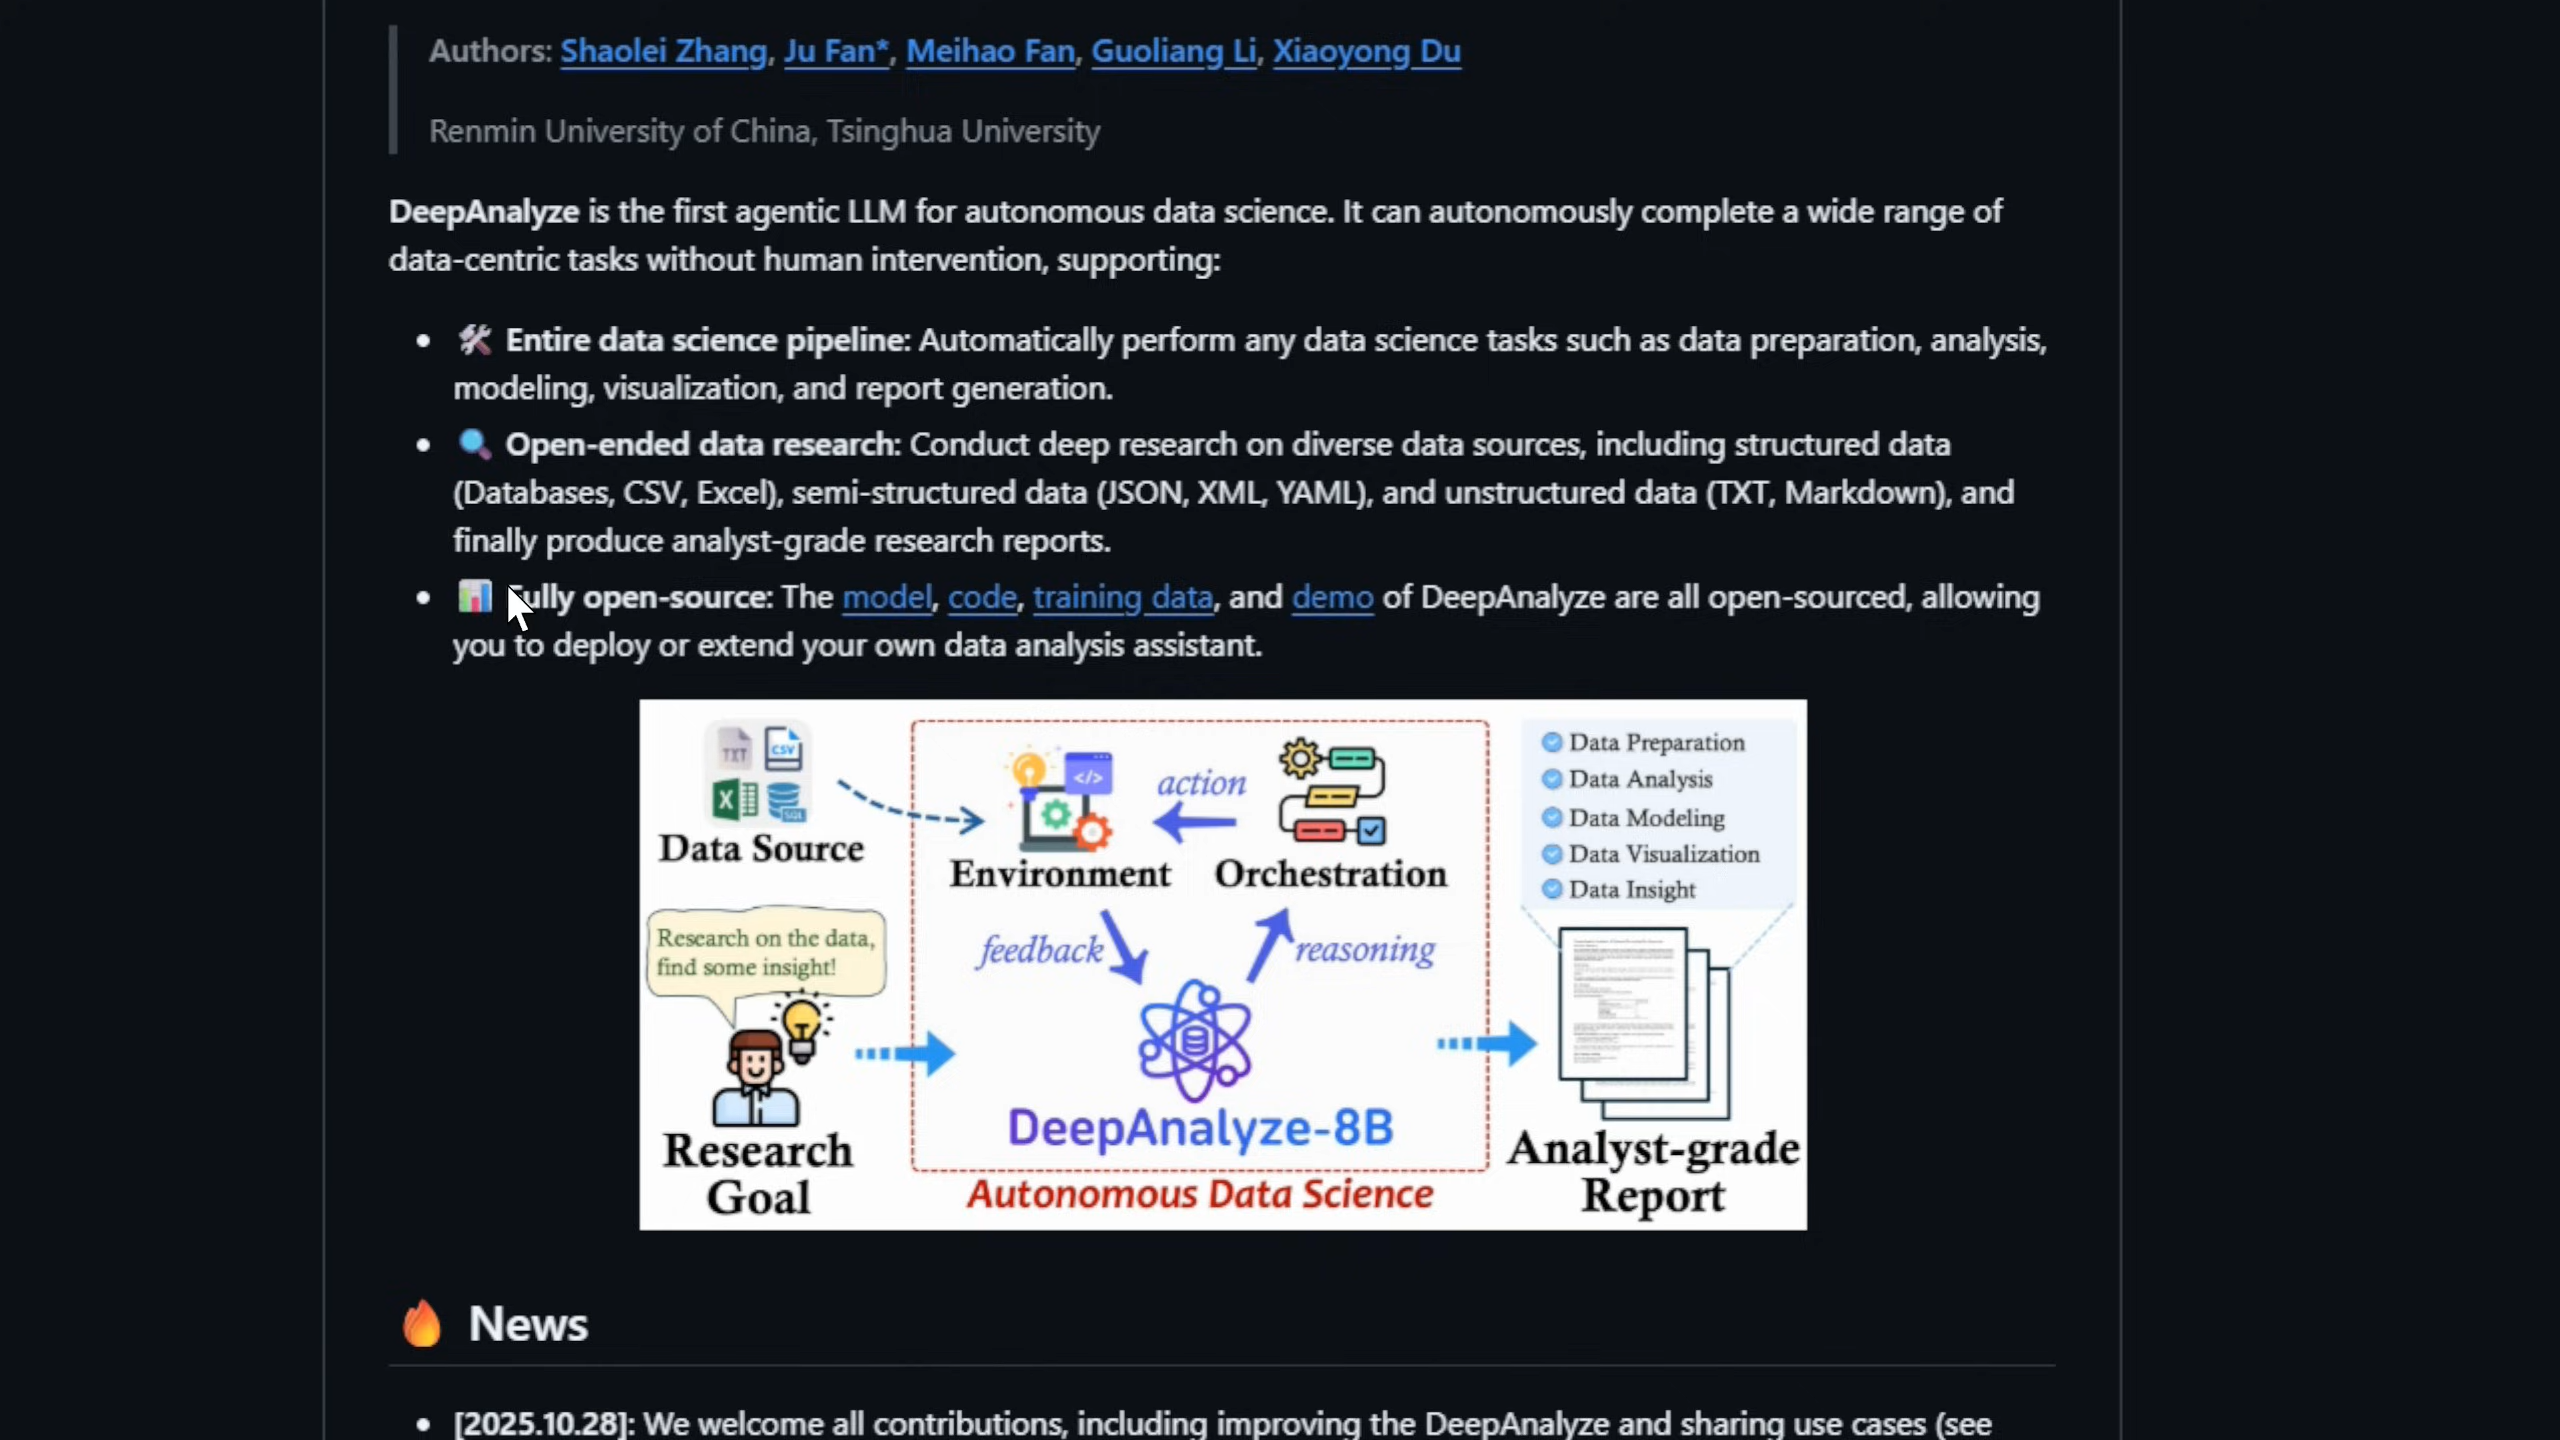 Authors: Shaolei Zhang, Ju Fan*, Meihao Fan, Guoliang Li, Xiaoyong Du
Renmin University of China, Tsinghua University
DeepAnalyze is the first agentic LLM for autonomous data science. It can autonomously complete a wide range of
data-centric tasks without human intervention, supporting:
• 🛠 Entire data science pipeline: Automatically perform any data science tasks such as data preparation, analysis,
modeling, visualization, and report generation.
• 🔍 Open-ended data research: Conduct deep research on diverse data sources, including structured data
(Databases, CSV, Excel), semi-structured data (JSON, XML, YAML), and unstructured data (TXT, Markdown), and
finally produce analyst-grade research reports.
• 📊 Fully open-source: The model, code, training data, and demo of DeepAnalyze are all open-sourced, allowing
you to deploy or extend your own data analysis assistant.
TXT CSV
X SQL
Data Source
Research on the data,
find some insight!
Research
Goal
</>
action
Environment
Orchestration
feedback
reasoning
DeepAnalyze-8B
Autonomous Data Science
Data Preparation
Data Analysis
Data Modeling
Data Visualization
Data Insight
Analyst-grade
Report
🔥 News
• [2025.10.28]: We welcome all contributions, including improving the DeepAnalyze and sharing use cases (see